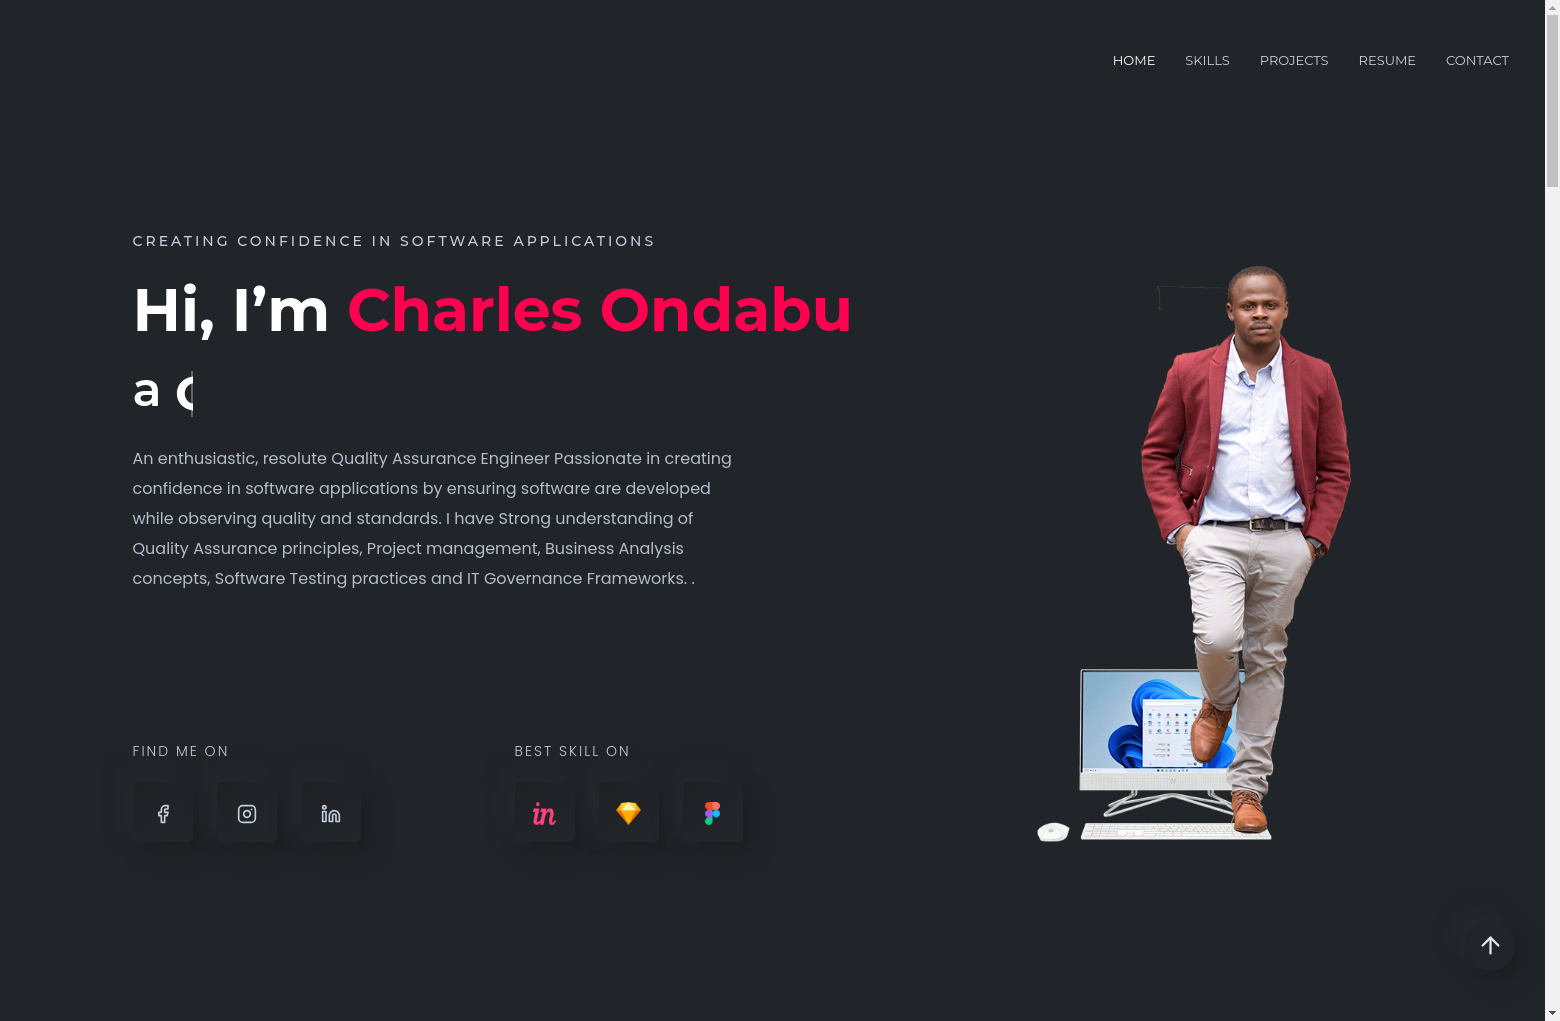 HOME SKILLS PROJECTS RESUME CONTACT
CREATING CONFIDENCE IN SOFTWARE APPLICATIONS
Hi, I’m Charles Ondabu
a
An enthusiastic, resolute Quality Assurance Engineer Passionate in creating
confidence in software applications by ensuring software are developed
while observing quality and standards. I have Strong understanding of
Quality Assurance principles, Project management, Business Analysis
concepts, Software Testing practices and IT Governance Frameworks. .
FIND ME ON
BEST SKILL ON
in